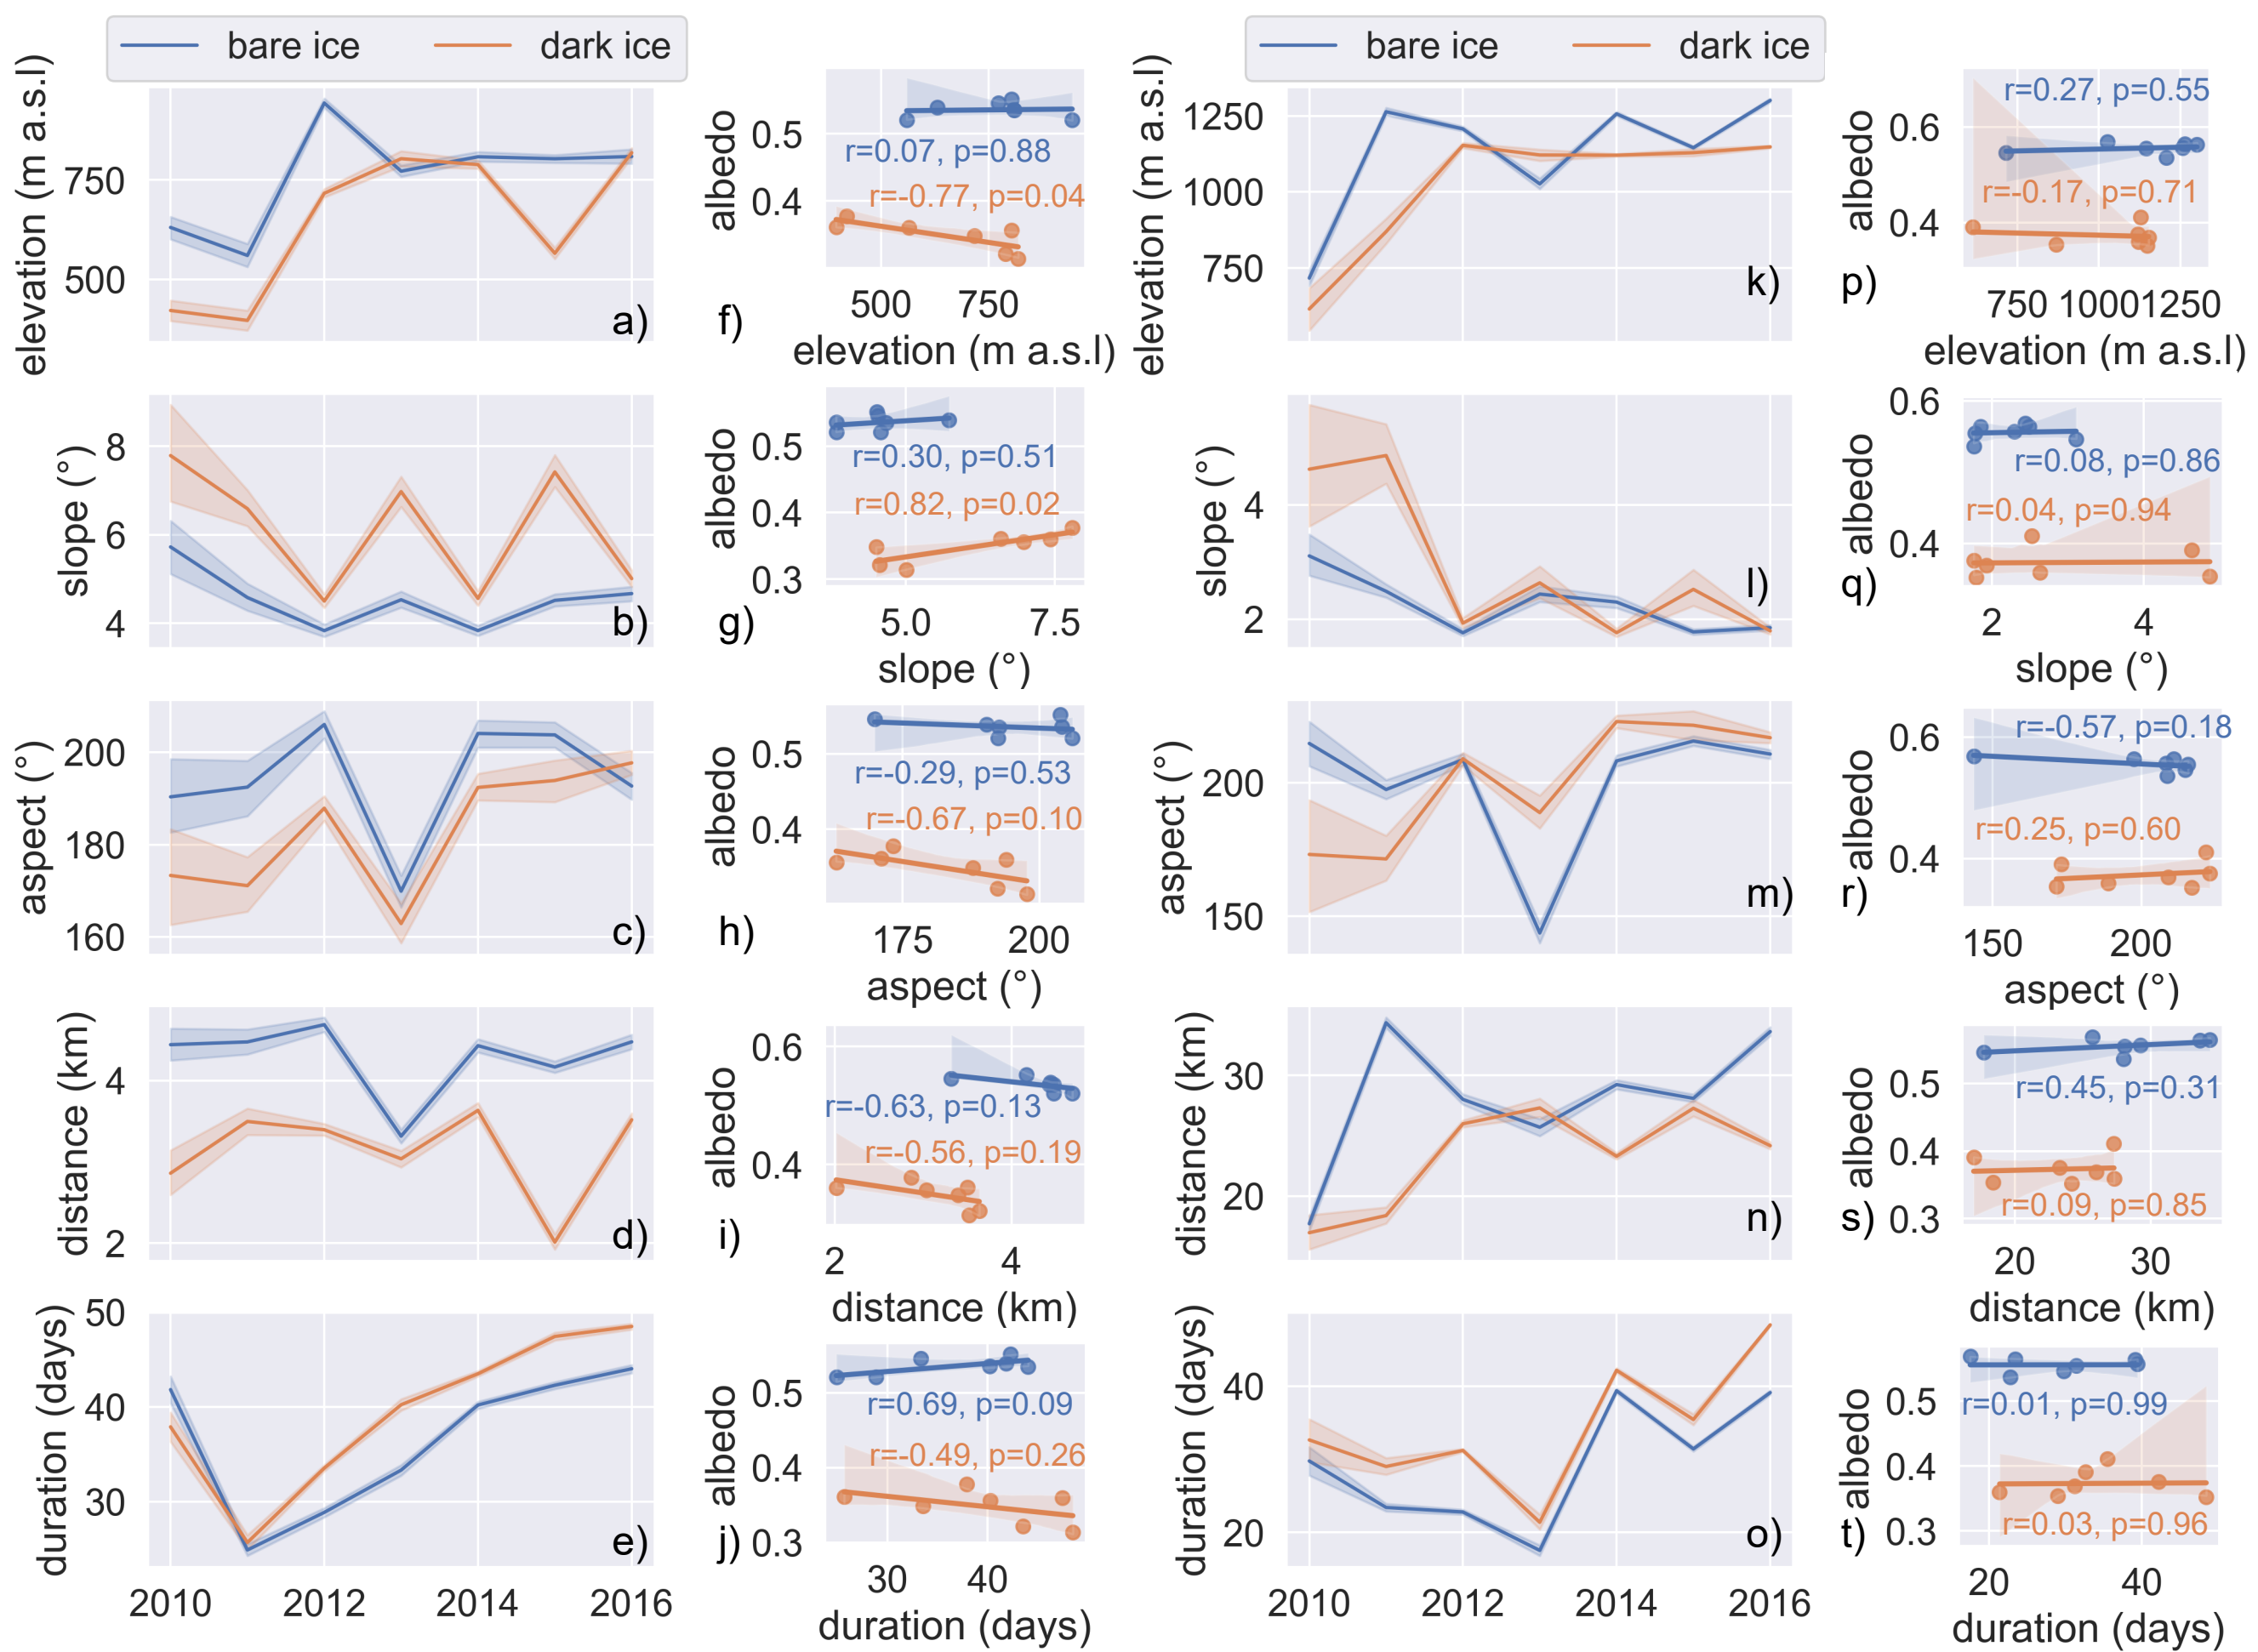 bare ice dark ice
bare ice dark ice
elevation (m a.s.l)
750
500
a)
albedo
0.5
0.4
r=0.07, p=0.88
r=-0.77, p=0.04
f)
500 750
elevation (m a.s.l)
elevation (m a.s.l)
1250
1000
750
k)
albedo
0.6
0.4
r=0.27, p=0.55
r=-0.17, p=0.71
p)
750 1000 1250
elevation (m a.s.l)
slope (°)
8
6
4
b)
albedo
0.5
0.4
0.3
r=0.30, p=0.51
r=0.82, p=0.02
g)
5.0 7.5
slope (°)
slope (°)
4
2
l)
albedo
0.6
0.4
r=0.08, p=0.86
r=0.04, p=0.94
q)
2 4
slope (°)
aspect (°)
200
180
160
c)
albedo
0.5
0.4
r=-0.29, p=0.53
r=-0.67, p=0.10
h)
175 200
aspect (°)
aspect (°)
200
150
m)
albedo
0.6
0.4
r=-0.57, p=0.18
r=0.25, p=0.60
r)
150 200
aspect (°)
distance (km)
4
2
d)
albedo
0.6
0.4
r=-0.63, p=0.13
r=-0.56, p=0.19
i)
2 4
distance (km)
distance (km)
30
20
n)
albedo
0.5
0.4
0.3
r=0.45, p=0.31
r=0.09, p=0.85
s)
20 30
distance (km)
duration (days)
50
40
30
e)
2010 2012 2014 2016
albedo
0.5
0.4
0.3
r=0.69, p=0.09
r=-0.49, p=0.26
j)
30 40
duration (days)
duration (days)
40
20
o)
2010 2012 2014 2016
albedo
0.5
0.4
0.3
r=0.01, p=0.99
r=0.03, p=0.96
t)
20 40
duration (days)